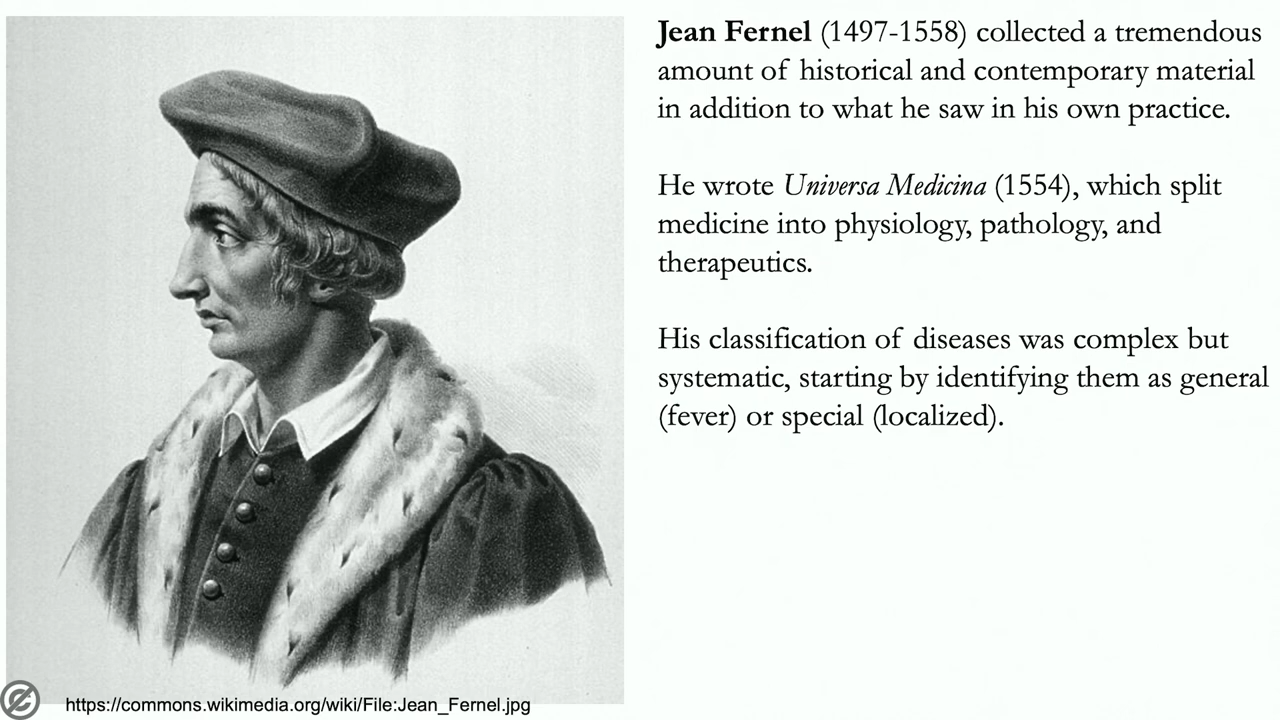 Jean Fernel (1497-1558) collected a tremendous
amount of historical and contemporary material
in addition to what he saw in his own practice.
He wrote Universa Medicina (1554), which split
medicine into physiology, pathology, and
therapeutics.
His classification of diseases was complex but
systematic, starting by identifying them as general
(fever) or special (localized).
https://commons.wikimedia.org/wiki/File:Jean_Fernel.jpg